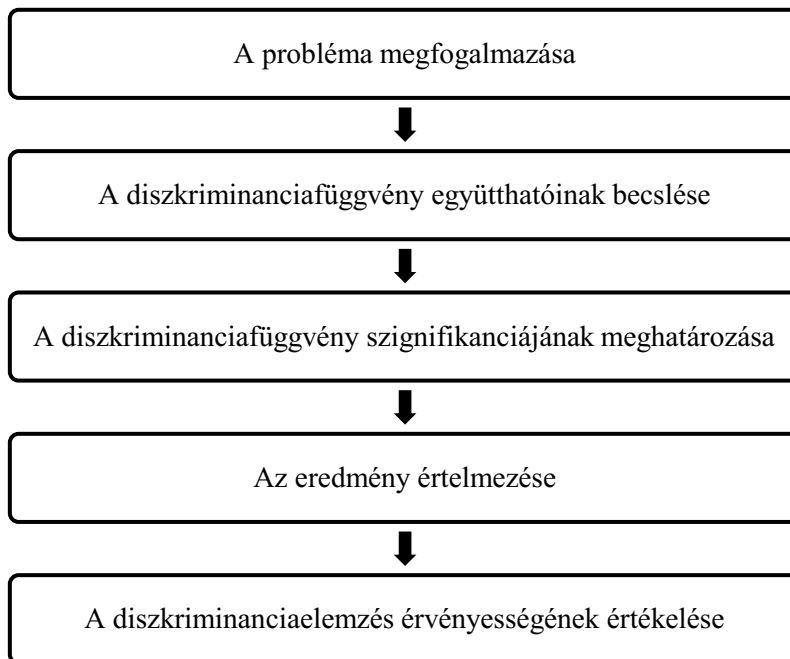 A probléma megfogalmazása
A diszkriminanciafüggvény együtthatóinak becslése
A diszkriminanciafüggvény szignifikanciájának meghatározása
Az eredmény értelmezése
A diszkriminanciaelemzés érvényességének értékelése